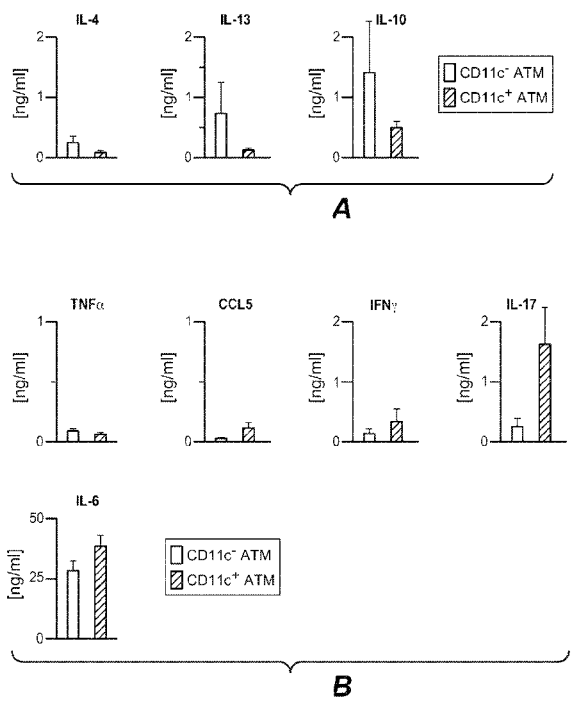 IL-4
IL-13
IL-10
[ng/ml]
2
1
0
[ng/ml]
2
1
0
[ng/ml]
2
1
0
CD11c⁻ ATM
CD11c⁺ ATM
A
TNFα
CCL5
IFNγ
IL-17
[ng/ml]
1
0
[ng/ml]
1
0
[ng/ml]
2
1
0
[ng/ml]
2
1
0
IL-6
[ng/ml]
50
25
0
CD11c⁻ ATM
CD11c⁺ ATM
B